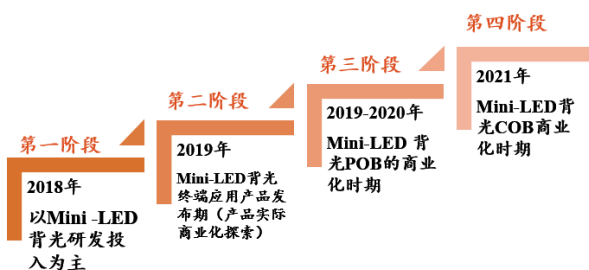 第一阶段
2018年
以Mini -LED
背光研发投
入为主
第二阶段
2019年
Mini-LED背光
终端应用产品发
布期（产品实际
商业化探索）
第三阶段
2019-2020年
Mini-LED 背
光POB的商业
化时期
第四阶段
2021年
Mini-LED背
光COB商业
化时期